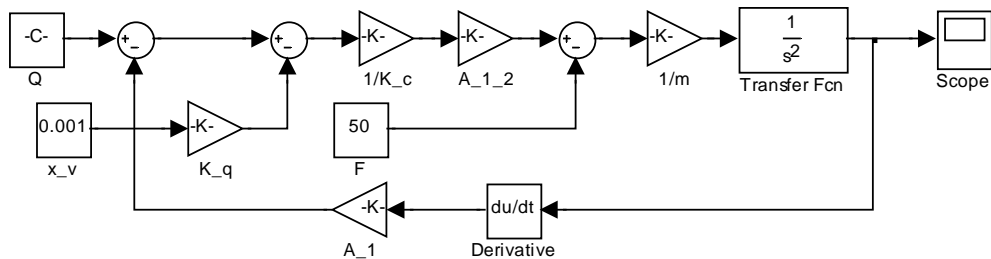 -C-
Q
-K-
1/K_c
-K-
A_1_2
-K-
1/m
1
s2
Transfer Fcn
Scope
0.001
x_v
-K-
K_q
50
F
-K-
A_1
du/dt
Derivative